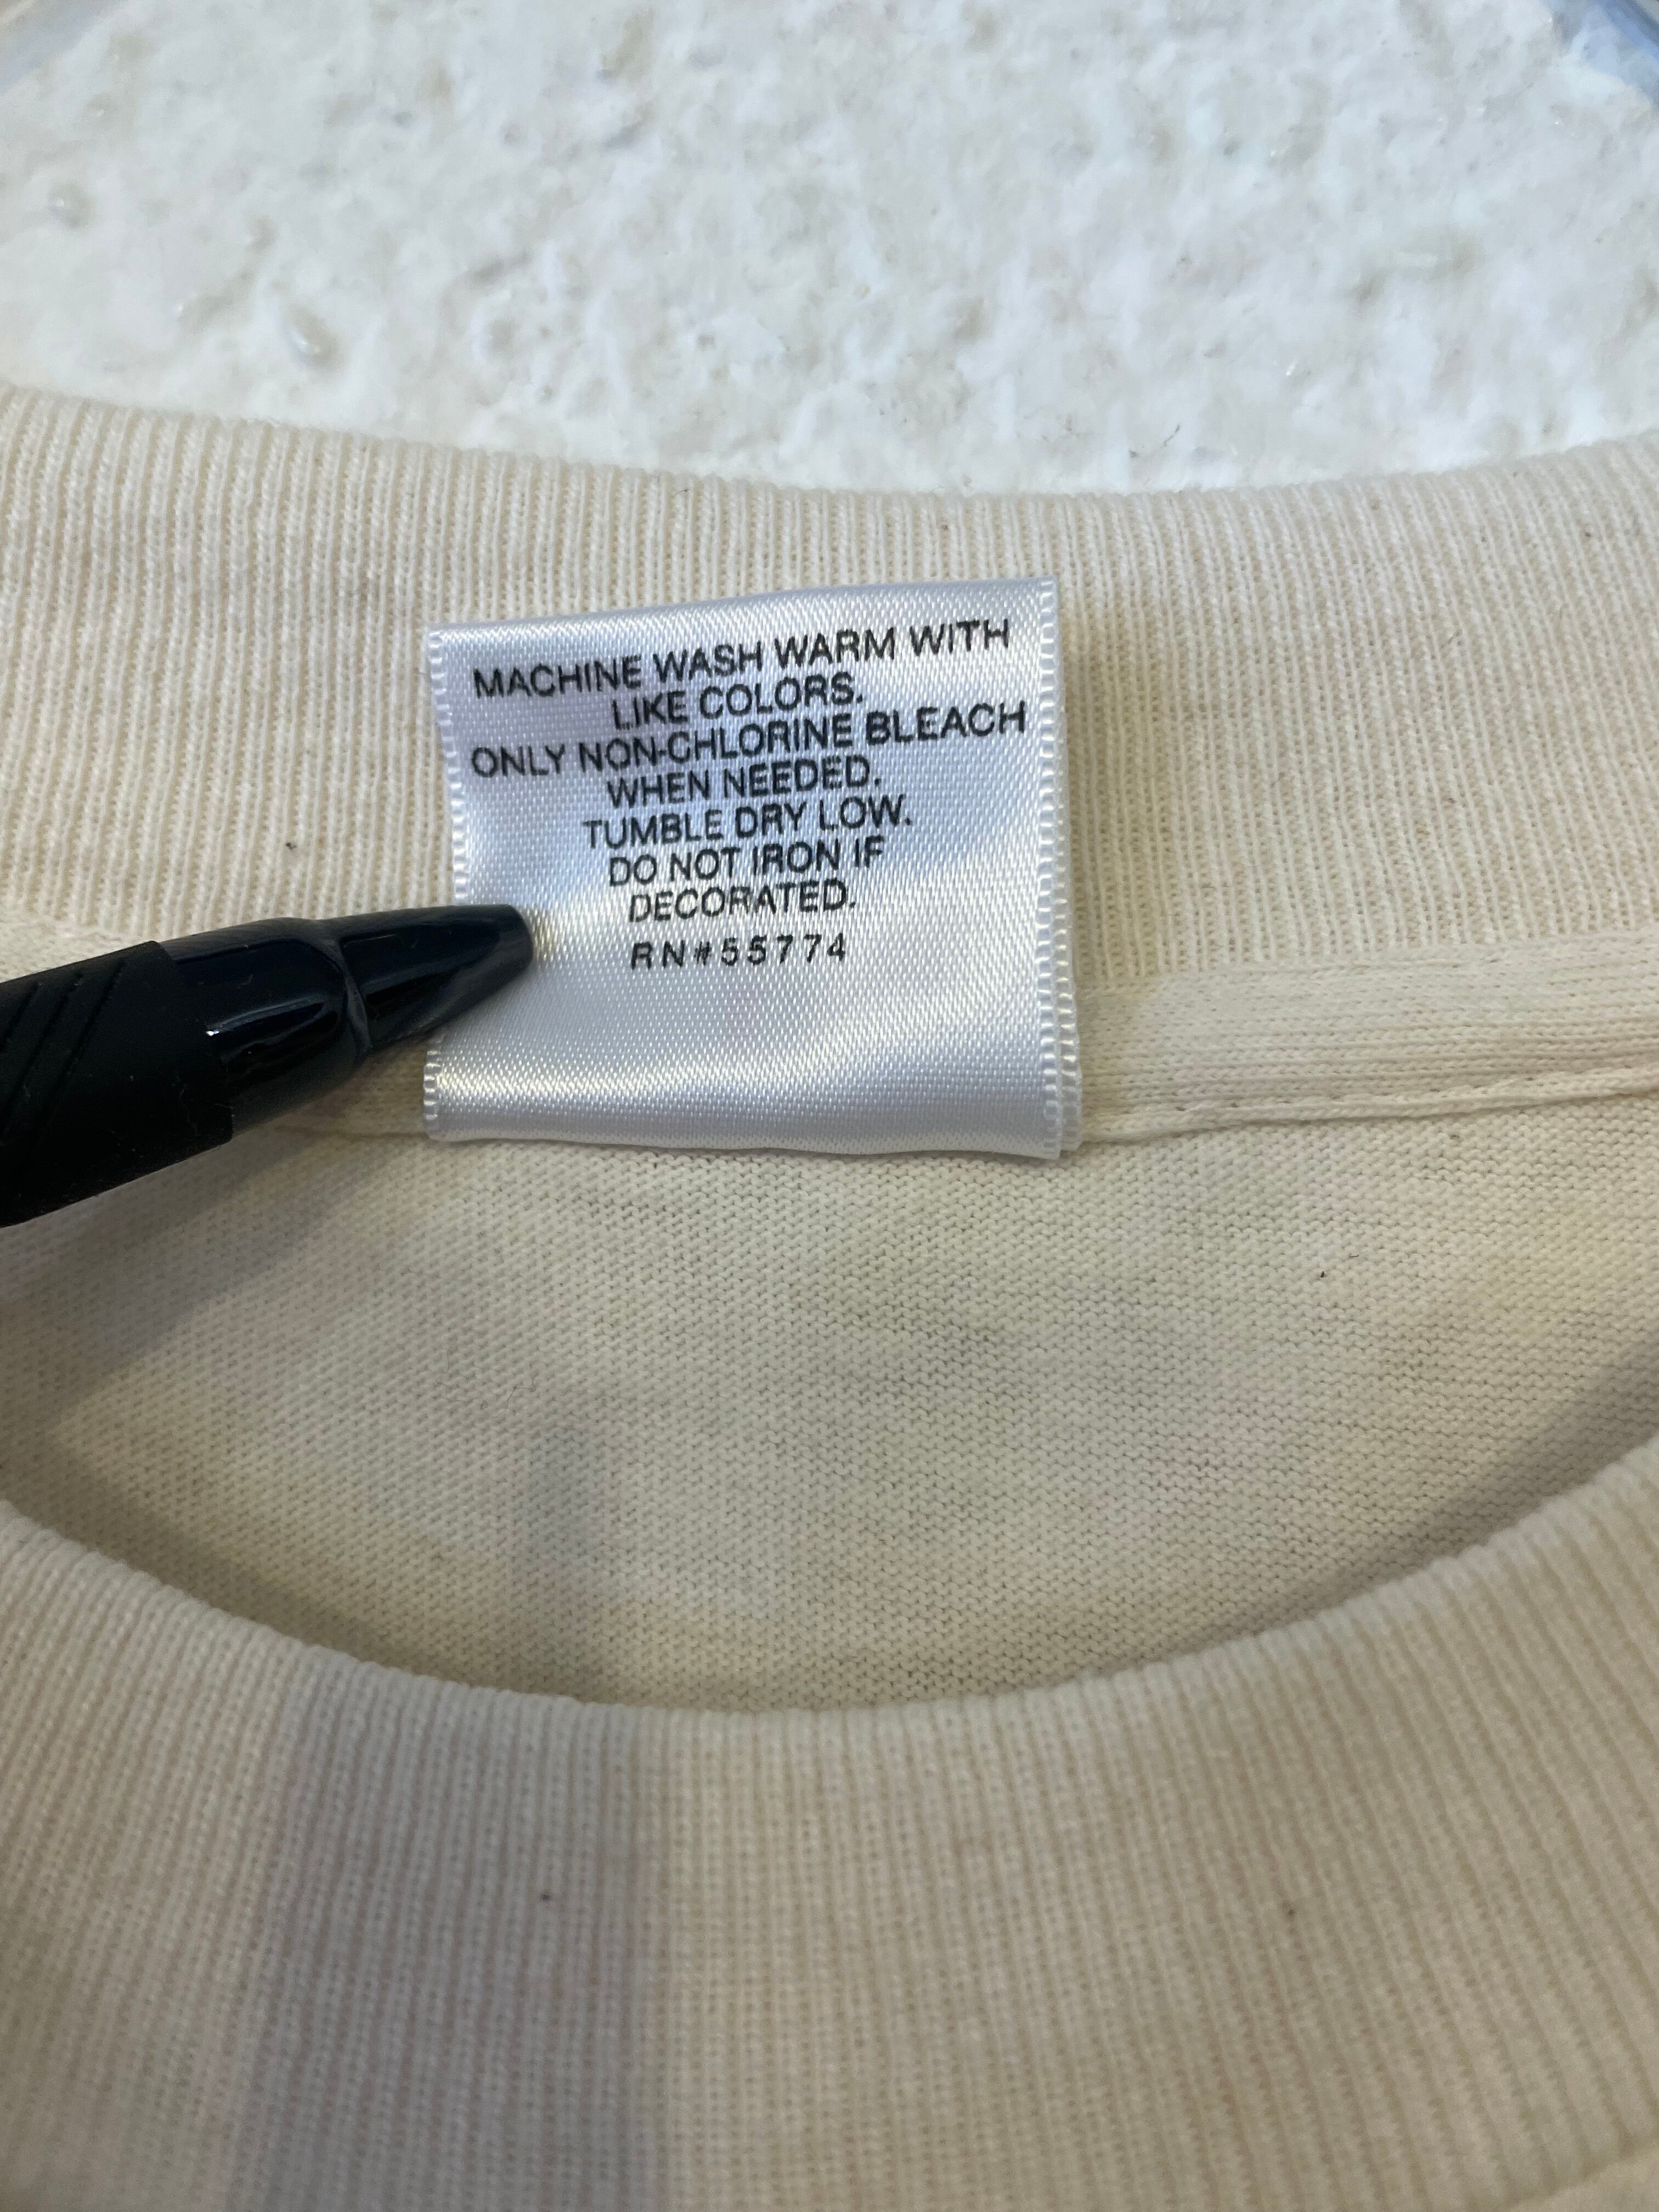 MACHINE WASH WARM WITH
LIKE COLORS.
ONLY NON-CHLORINE BLEACH
WHEN NEEDED.
TUMBLE DRY LOW.
DO NOT IRON IF
DECORATED.
RN#55774